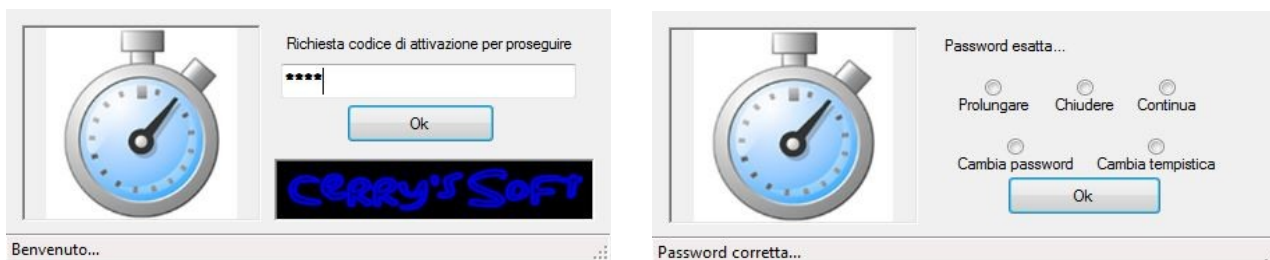 Richiesta codice di attivazione per proseguire
****
Ok
CERRY'S SOFT
Benvenuto...
Password esatta...
Prolungare Chiudere Continua
Cambia password Cambia tempistica
Ok
Password corretta...